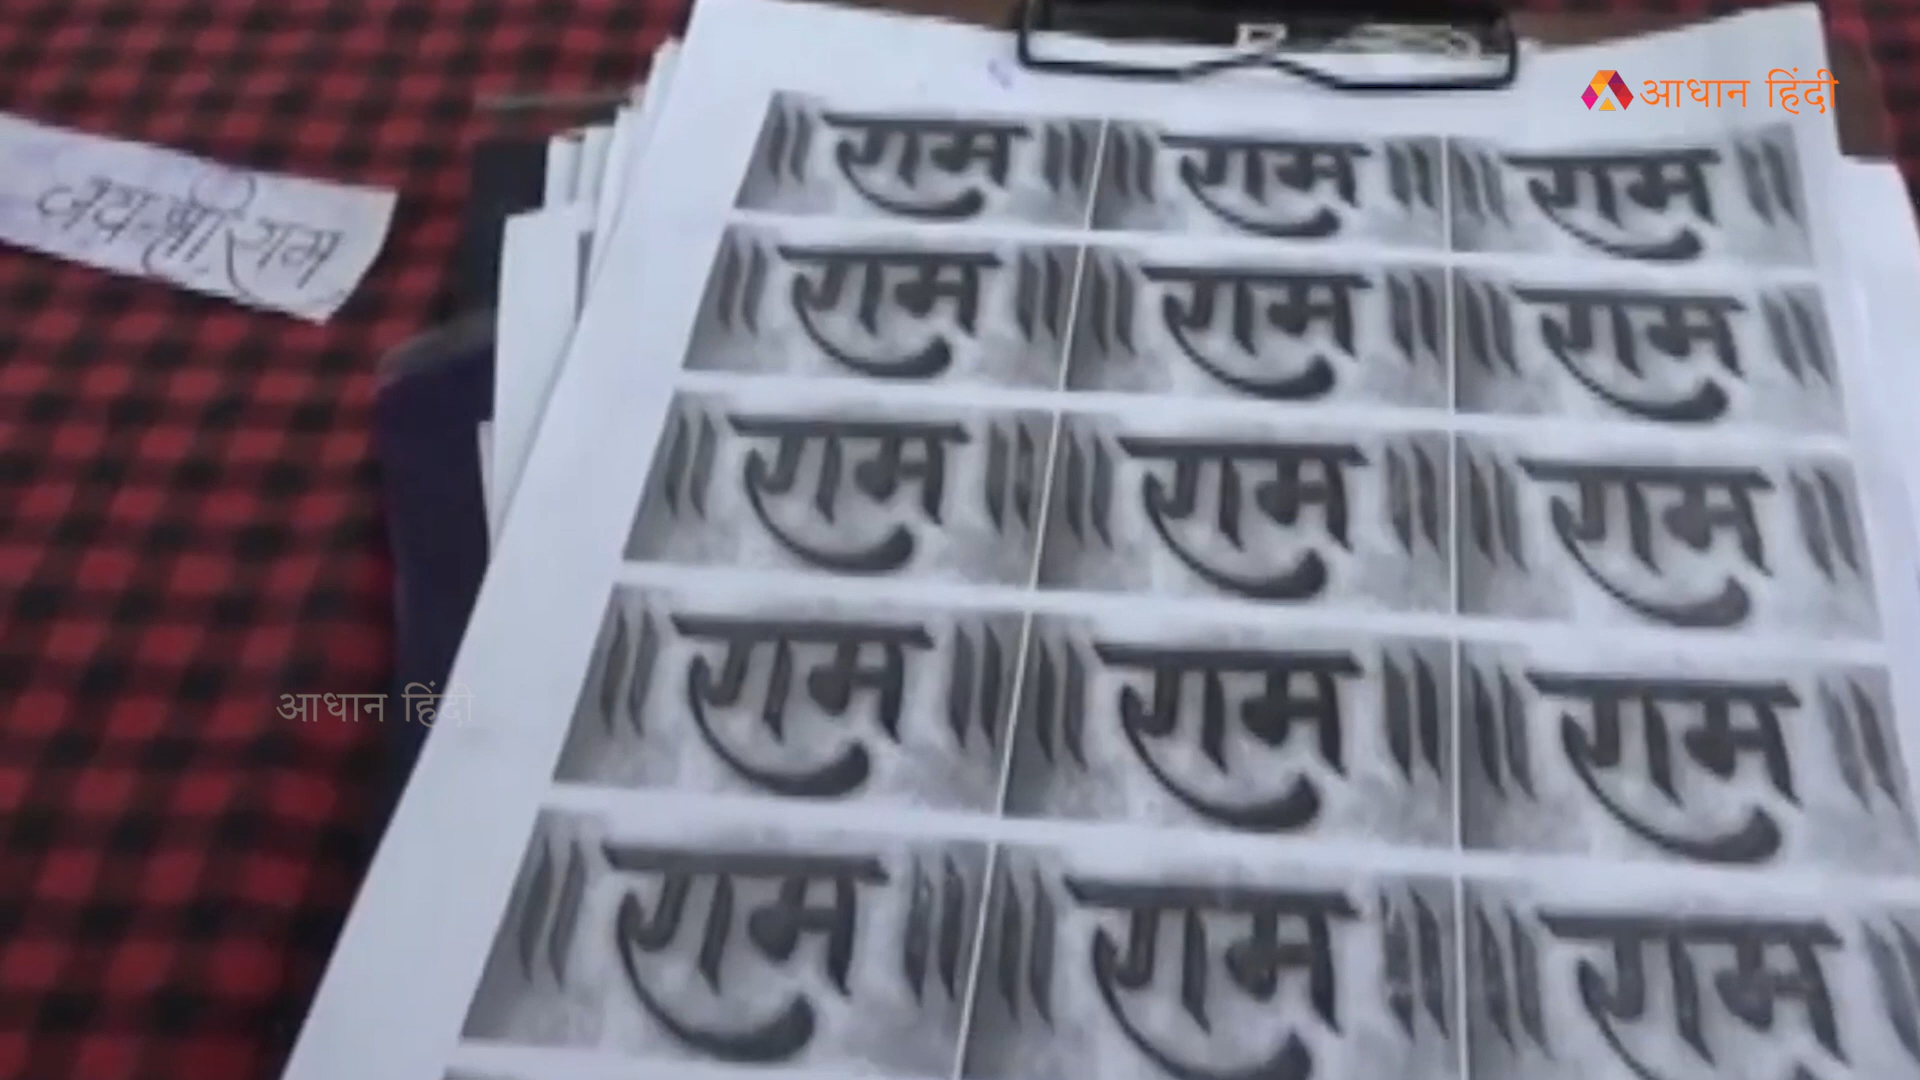 आधान हिंदी
जय श्री राम
॥ राम ॥ ॥ राम ॥ ॥ राम ॥
॥ राम ॥ ॥ राम ॥ ॥ राम ॥
॥ राम ॥ ॥ राम ॥ ॥ राम ॥
॥ राम ॥ ॥ राम ॥ ॥ राम ॥
॥ राम ॥ ॥ राम ॥ ॥ राम ॥
आधान हिंदी